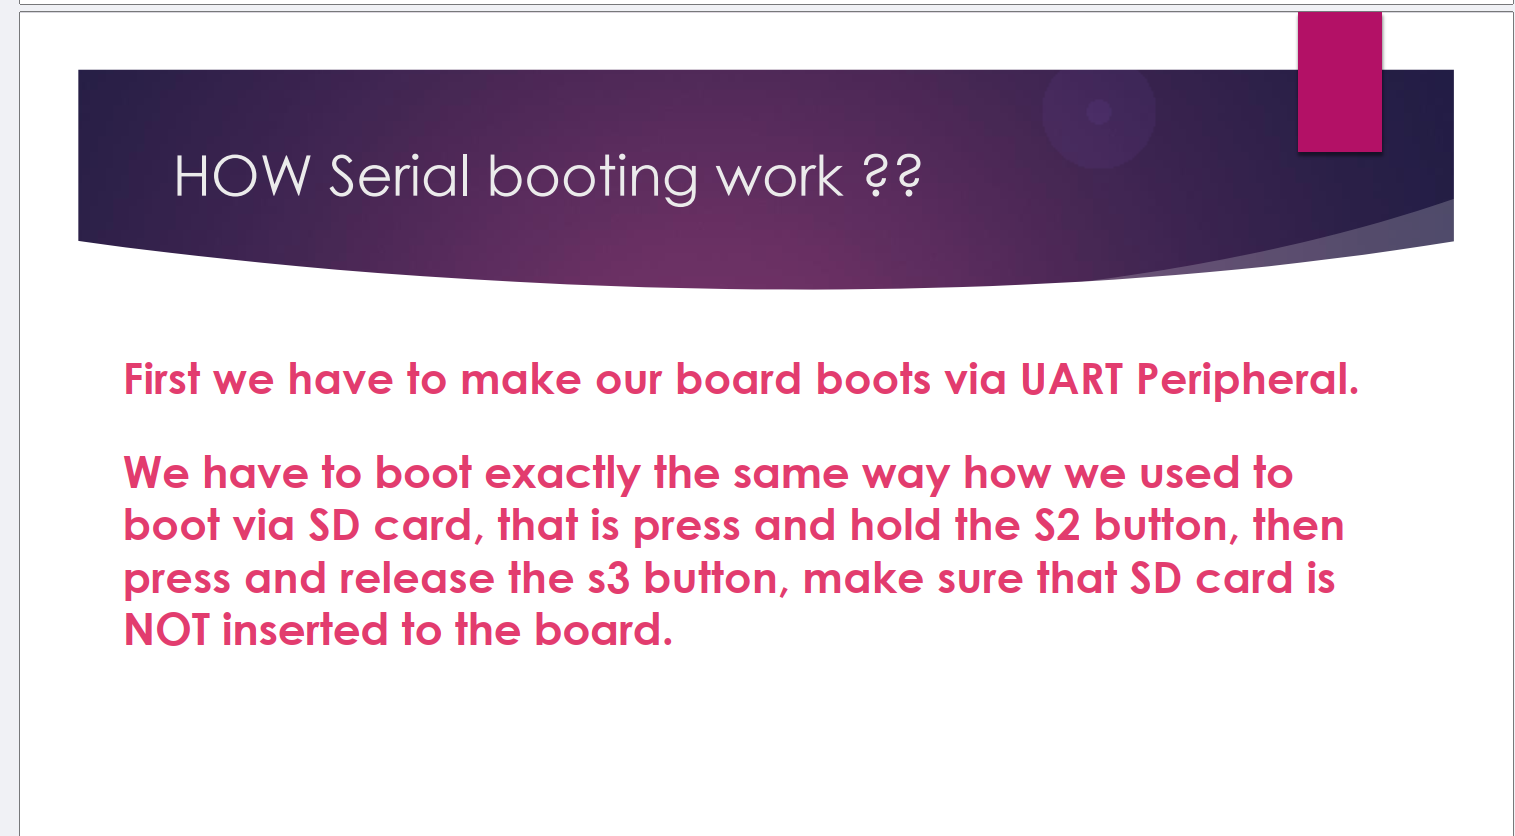 HOW Serial booting work ??
First we have to make our board boots via UART Peripheral.
We have to boot exactly the same way how we used to
boot via SD card, that is press and hold the S2 button, then
press and release the s3 button, make sure that SD card is
NOT inserted to the board.